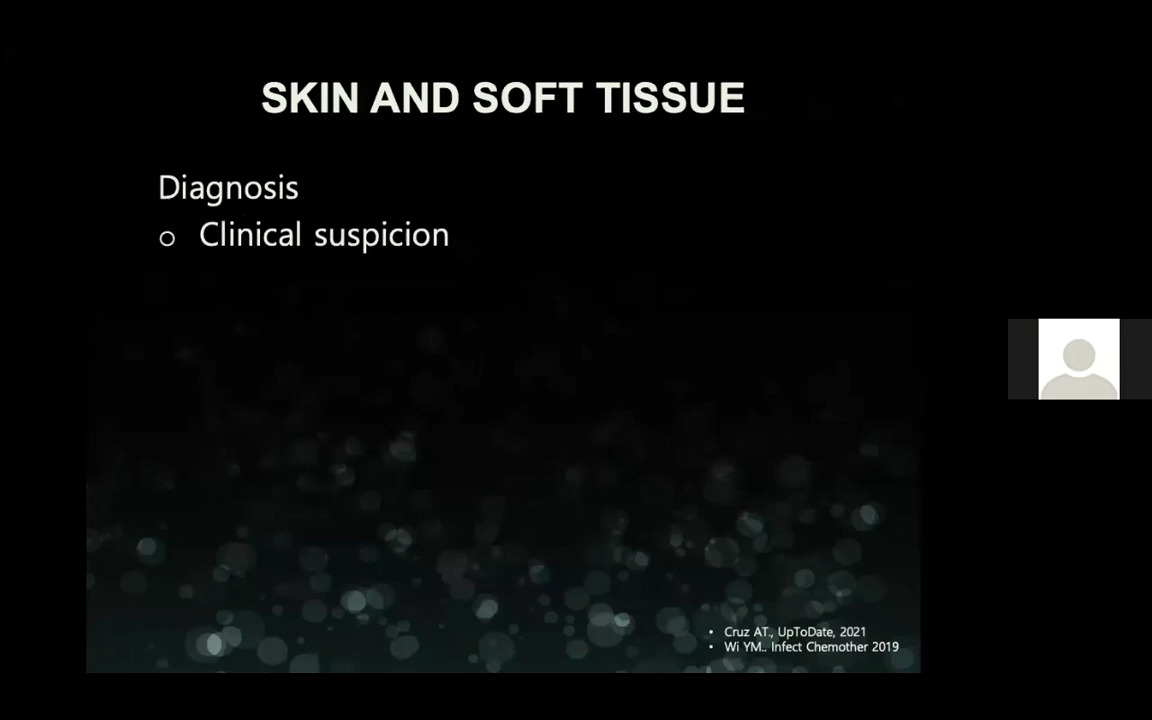 SKIN AND SOFT TISSUE
Diagnosis
o Clinical suspicion
• Cruz AT., UpToDate, 2021
• Wi YM.. Infect Chemother 2019